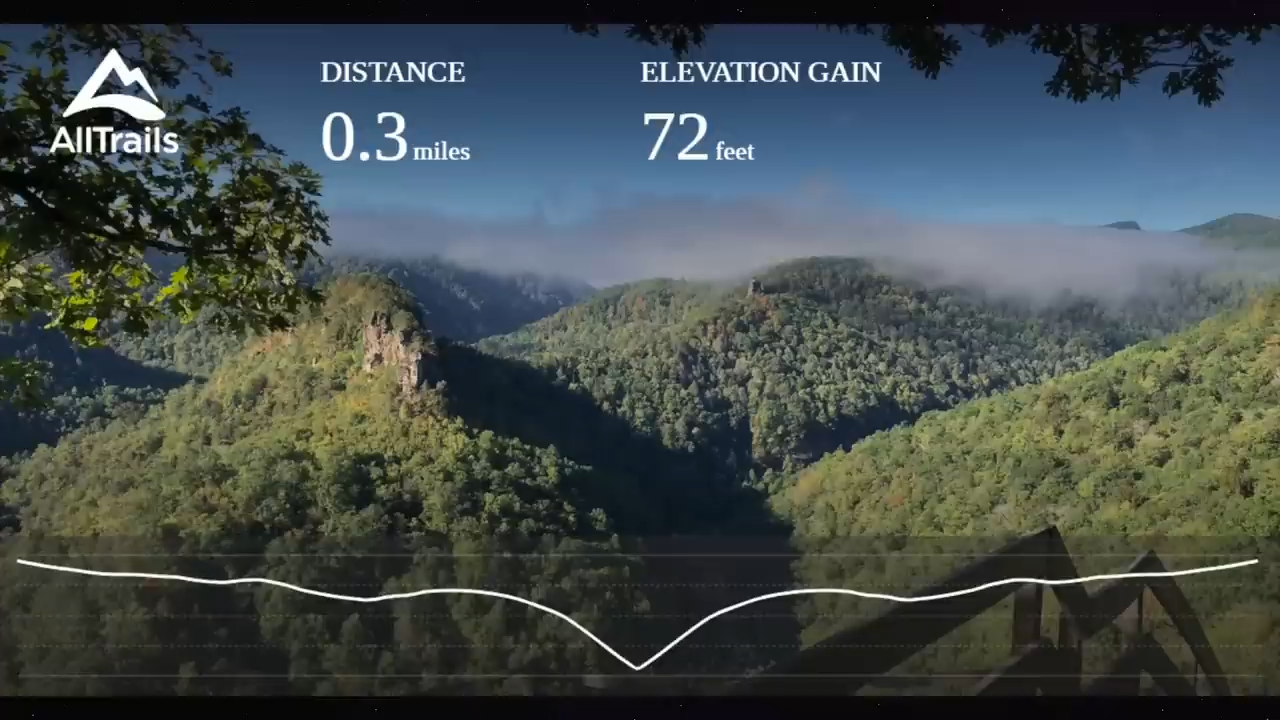 AllTrails
DISTANCE
0.3 miles
ELEVATION GAIN
72 feet